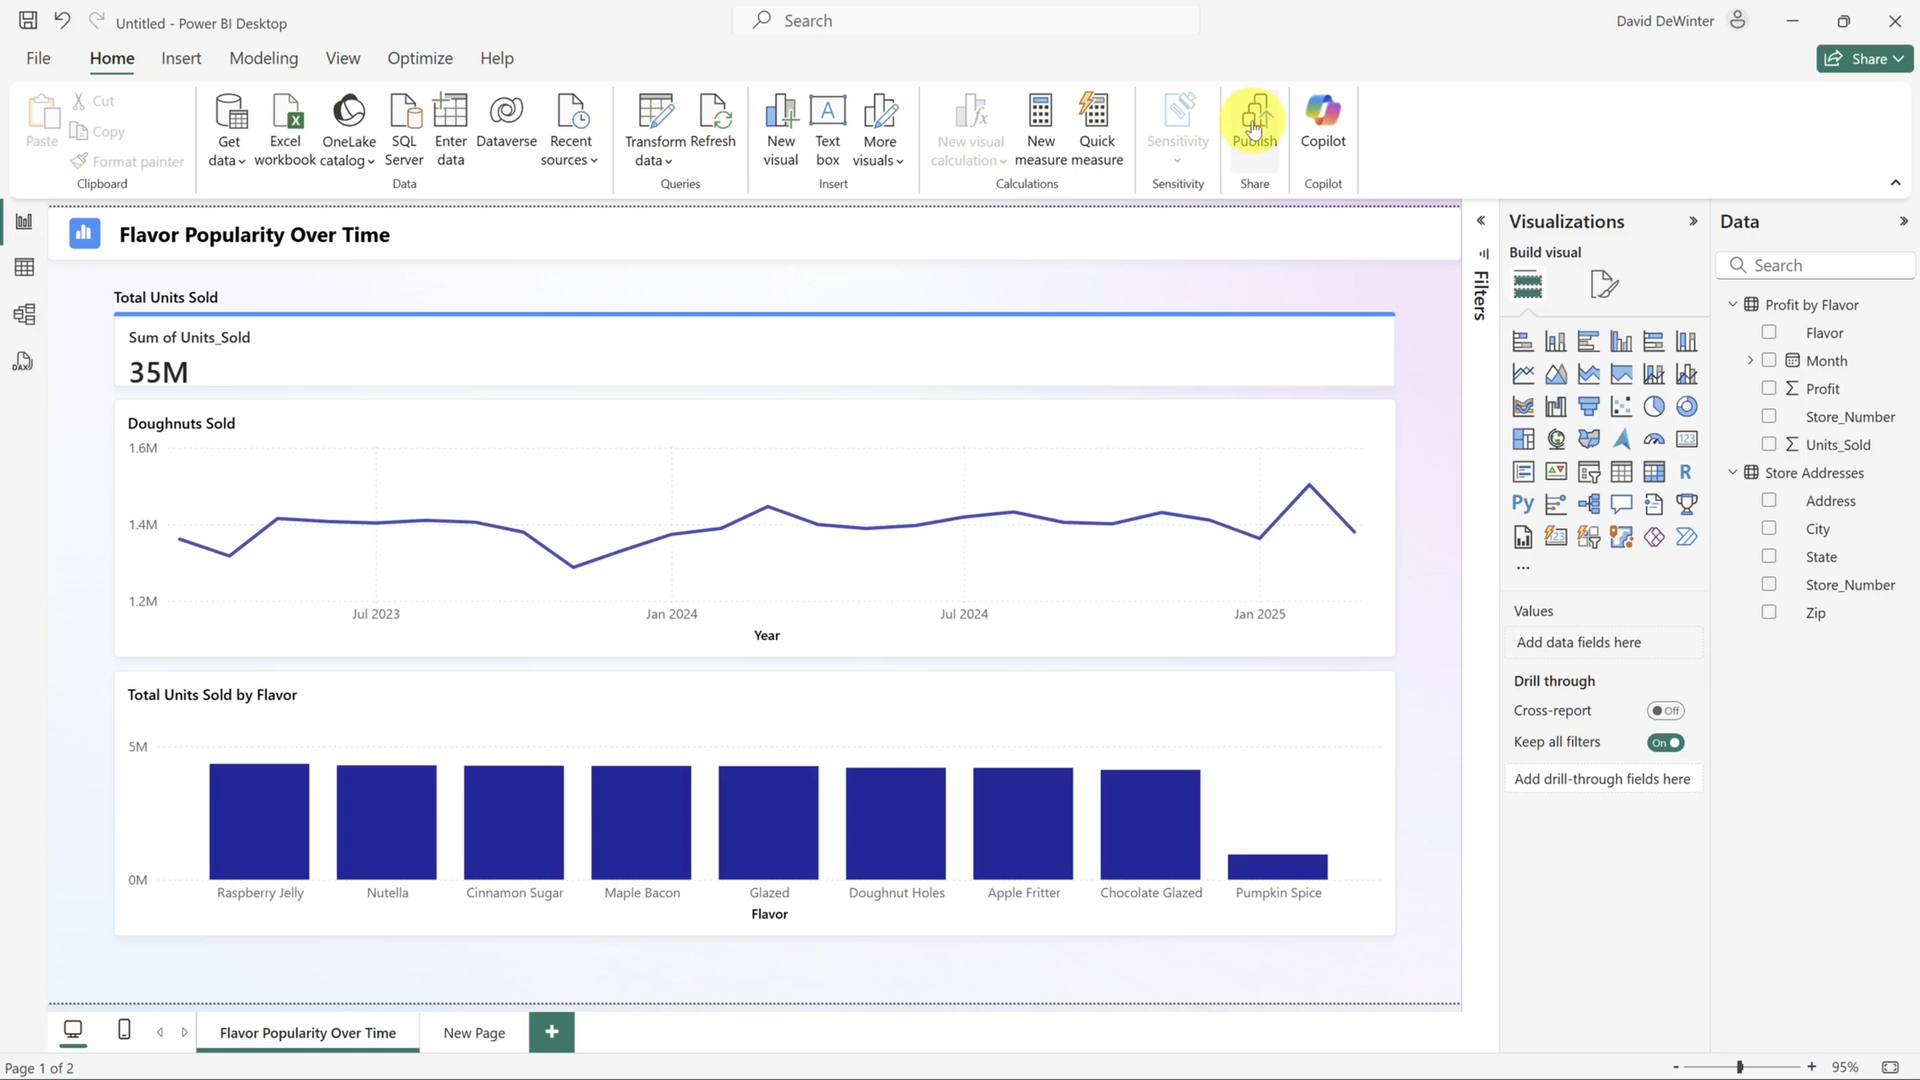 Untitled - Power BI Desktop
Search
David DeWinter
File Home Insert Modeling View Optimize Help
Share
Paste
Cut
Copy
Format painter
Clipboard
Get data
Excel workbook
OneLake catalog
SQL Server
Enter data
Dataverse
Recent sources
Data
Transform data
Refresh
Queries
New visual
Text box
More visuals
Insert
New visual calculation
New measure
Quick measure
Calculations
Sensitivity
Sensitivity
Publish
Share
Copilot
Copilot
Flavor Popularity Over Time
Total Units Sold
Sum of Units_Sold
35M
Doughnuts Sold
1.6M
1.4M
1.2M
Jul 2023 Jan 2024 Jul 2024 Jan 2025
Year
Total Units Sold by Flavor
5M
0M
Raspberry Jelly Nutella Cinnamon Sugar Maple Bacon Glazed Doughnut Holes Apple Fritter Chocolate Glazed Pumpkin Spice
Flavor
Filters
Visualizations
Build visual
123
R
Py
123
...
Values
Add data fields here
Drill through
Cross-report
Off
Keep all filters
On
Add drill-through fields here
Data
Search
Profit by Flavor
Flavor
Month
Profit
Store_Number
Units_Sold
Store Addresses
Address
City
State
Store_Number
Zip
DAX
Flavor Popularity Over Time
New Page
+
Page 1 of 2
- + 95%